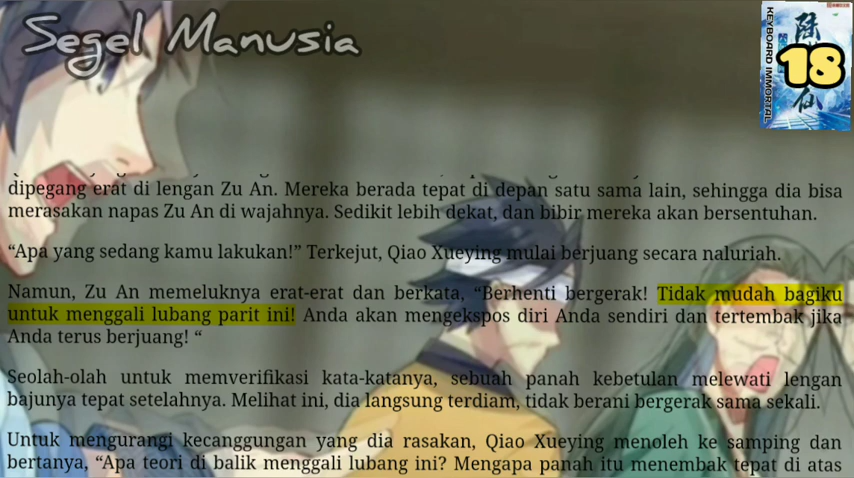 Segel Manusia
KEYBOARD IMMORTAL
18
dipegang erat di lengan Zu An. Mereka berada tepat di depan satu sama lain, sehingga dia bisa
merasakan napas Zu An di wajahnya. Sedikit lebih dekat, dan bibir mereka akan bersentuhan.
“Apa yang sedang kamu lakukan!” Terkejut, Qiao Xueying mulai berjuang secara naluriah.
Namun, Zu An memeluknya erat-erat dan berkata, “Berhenti bergerak! Tidak mudah bagiku
untuk menggali lubang parit ini! Anda akan mengekspos diri Anda sendiri dan tertembak jika
Anda terus berjuang! “
Seolah-olah untuk memverifikasi kata-katanya, sebuah panah kebetulan melewati lengan
bajunya tepat setelahnya. Melihat ini, dia langsung terdiam, tidak berani bergerak sama sekali.
Untuk mengurangi kecanggungan yang dia rasakan, Qiao Xueying menoleh ke samping dan
bertanya, “Apa teori di balik menggali lubang ini? Mengapa panah itu menembak tepat di atas